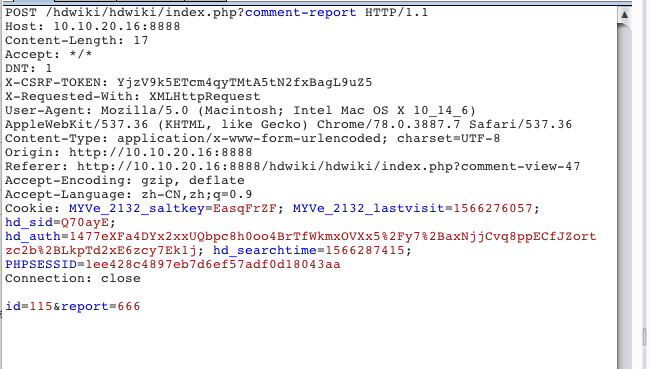 POST /hdwiki/hdwiki/index.php?comment-report HTTP/1.1
Host: 10.10.20.16:8888
Content-Length: 17
Accept: */*
DNT: 1
X-CSRF-TOKEN: YjzV9k5ETcm4qyTMtA5tN2fxBagL9uZ5
X-Requested-With: XMLHttpRequest
User-Agent: Mozilla/5.0 (Macintosh; Intel Mac OS X 10_14_6)
AppleWebKit/537.36 (KHTML, like Gecko) Chrome/78.0.3887.7 Safari/537.36
Content-Type: application/x-www-form-urlencoded; charset=UTF-8
Origin: http://10.10.20.16:8888
Referer: http://10.10.20.16:8888/hdwiki/hdwiki/index.php?comment-view-47
Accept-Encoding: gzip, deflate
Accept-Language: zh-CN,zh;q=0.9
Cookie: MYVe_2132_saltkey=EasqFrZF; MYVe_2132_lastvisit=1566276057;
hd_sid=Q70ayE;
hd_auth=1477eXFa4DYx2xxUQbpc8h0oo4BrTfWkmxOVXx5%2Fy7%2BaxNjjCvq8ppECfJZort
zc2b%2BLkpTd2xE6zcy7Ek1j; hd_searchtime=1566287415;
PHPSESSID=1ee428c4897eb7d6ef57adf0d18043aa
Connection: close
id=115&report=666